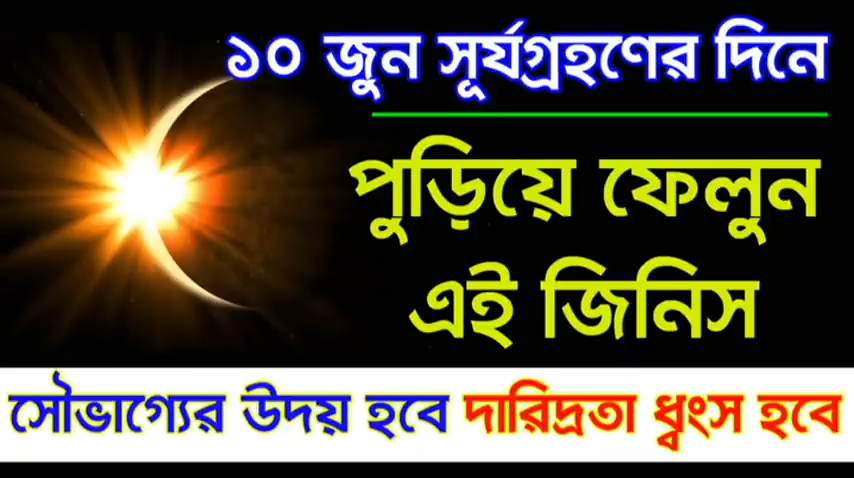 ১০ জুন সূর্যগ্রহণের দিনে
পুড়িয়ে ফেলুন
এই জিনিস
সৌভাগ্যের উদয় হবে দারিদ্রতা ধ্বংস হবে